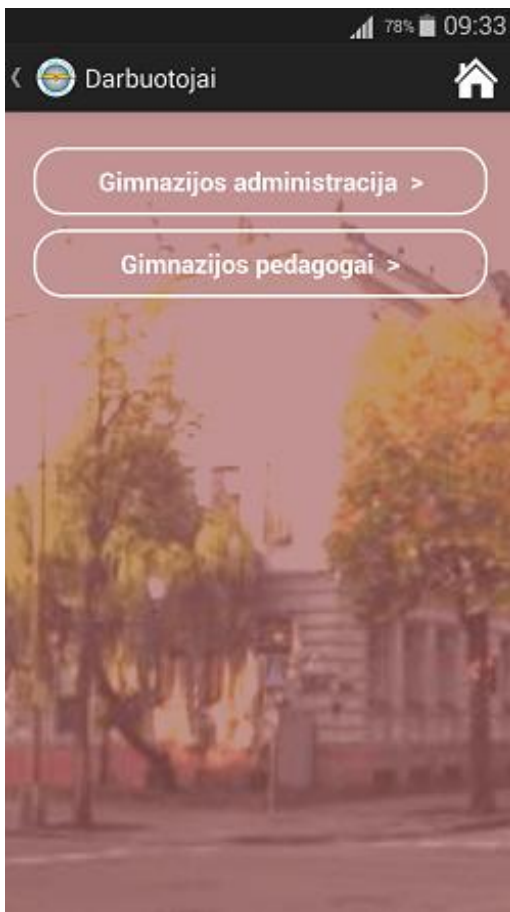 78% 09:33
Darbuotojai
Gimnazijos administracija >
Gimnazijos pedagogai >